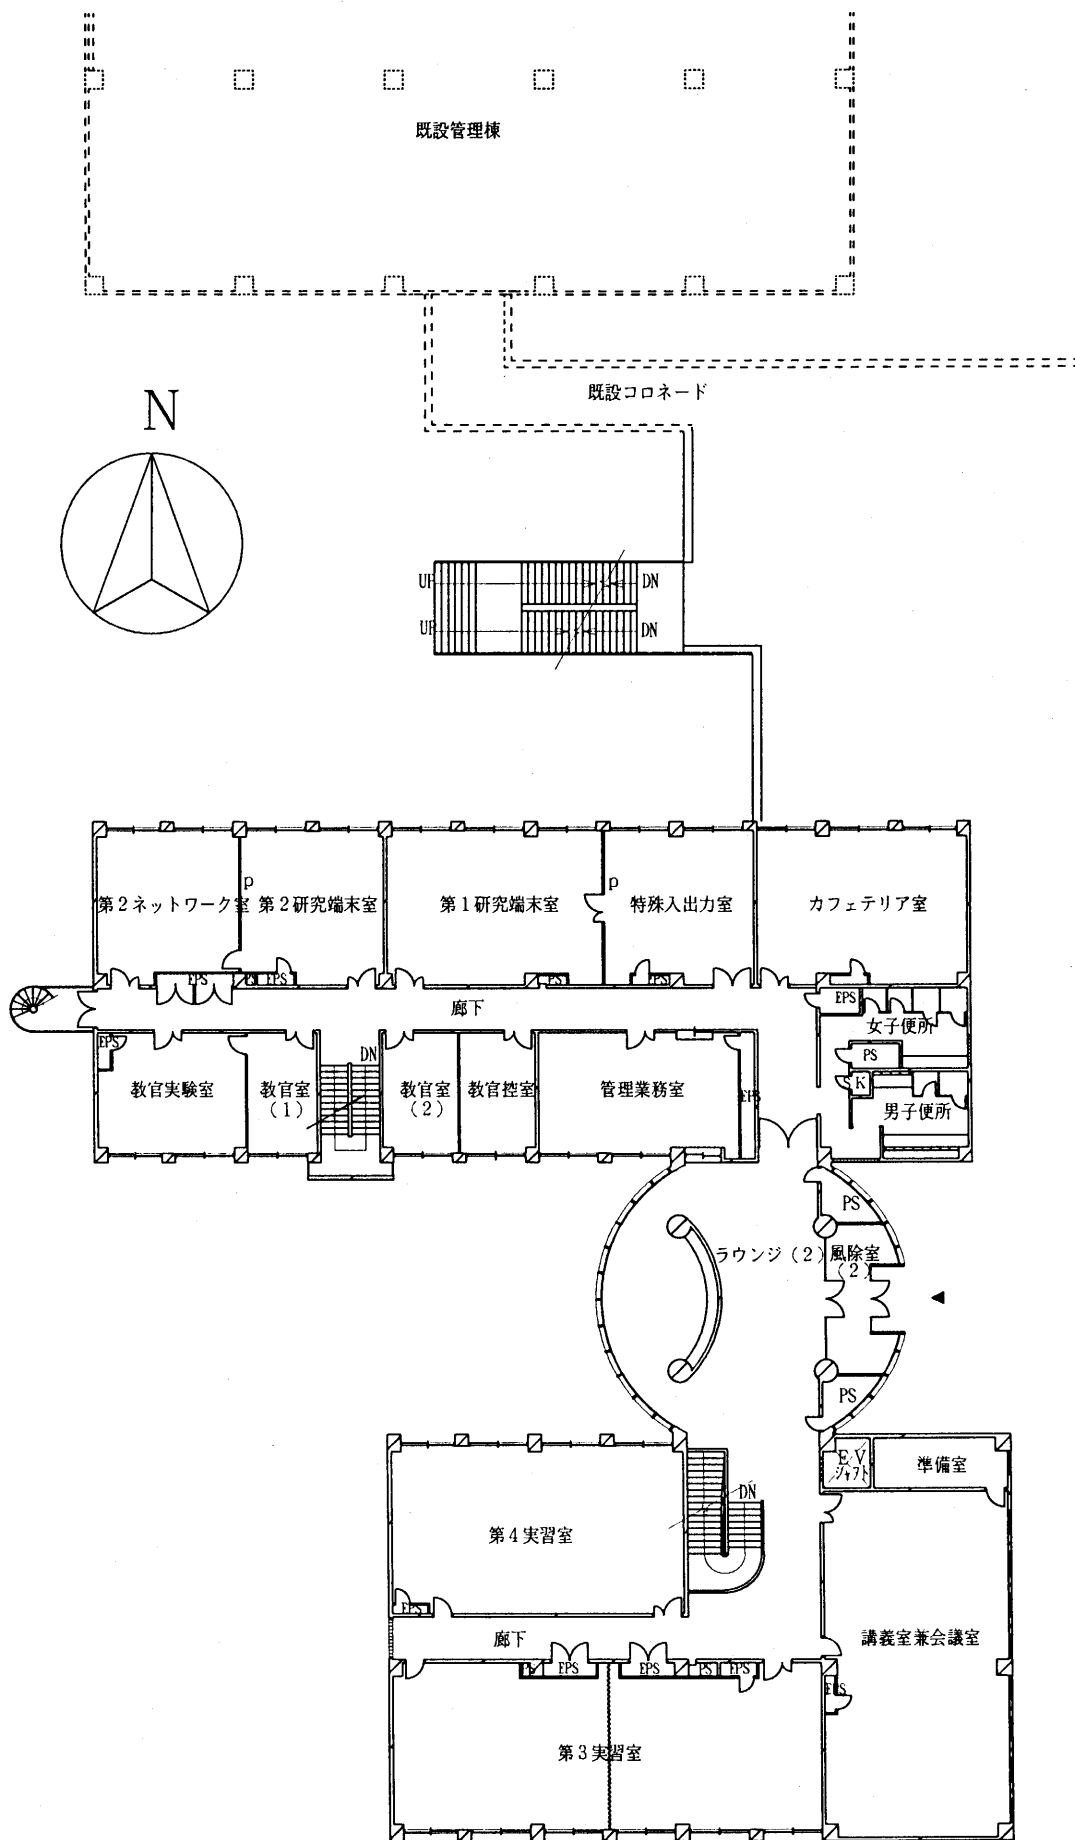 既設管理棟
既設コロネード
N
UP
DN
UP
DN
p
p
第2ネットワーク室
第2研究端末室
第1研究端末室
特殊入出力室
カフェテリア室
EPS
EPS
PS
PS
廊下
EPS
女子便所
EPS
DN
PS
教官実験室
教官室
(1)
教官室
(2)
教官控室
管理業務室
EPS
SK
男子便所
PS
ラウンジ(2)
風除室
(2)
PS
EV
シャフト
準備室
DN
第4実習室
EPS
廊下
講義室兼会議室
EPS
EPS
PS
EPS
EPS
第3実習室